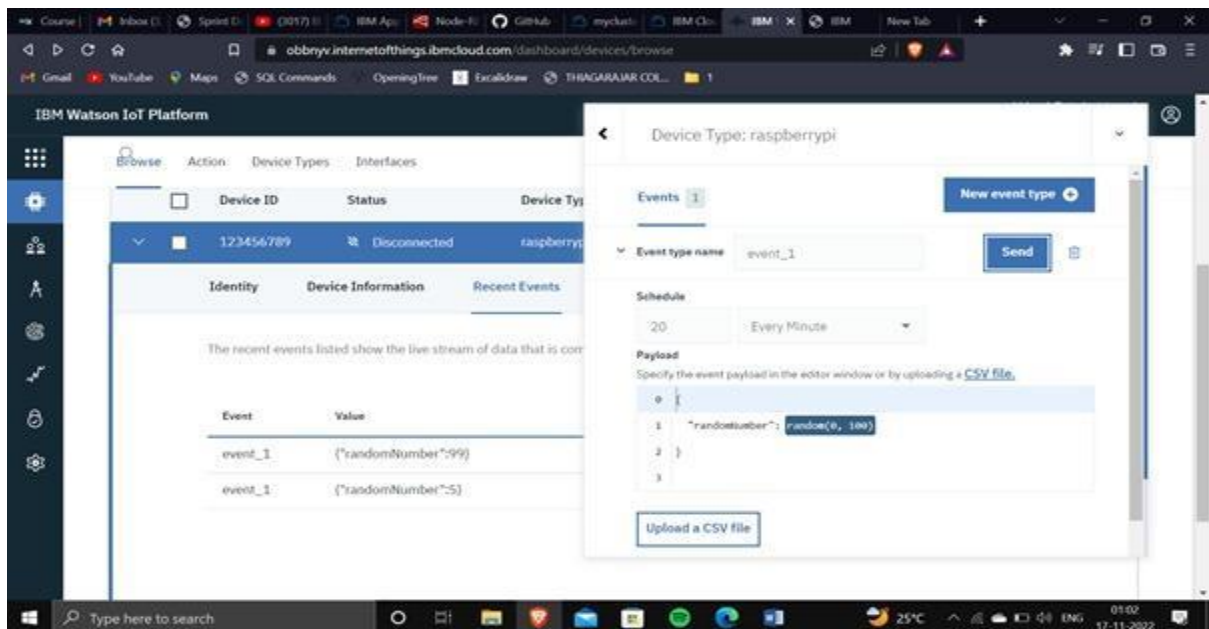 Course | Inbox ( Sprint D (3017) IBM Ap Node-R GitHub myclust IBM Clo IBM X IBM New Tab +
obbnyv.internetofthings.ibmcloud.com/dashboard/devices/browse
Gmail YouTube Maps SQL Commands OpeningTree Excalidraw THIAGARAJAR COL... 1
IBM Watson IoT Platform
Browse Action Device Types Interfaces
Device ID Status Device Typ
123456789 Disconnected raspberryp
Identity Device Information Recent Events
The recent events listed show the live stream of data that is com
Event Value
event_1 {"randomNumber":99}
event_1 {"randomNumber":5}
Device Type: raspberrypi
Events 1 New event type
Event type name event_1 Send
Schedule
20 Every Minute
Payload
Specify the event payload in the editor window or by uploading a CSV file.
0 {
1 "randomNumber": random(0, 100)
2 }
3
Upload a CSV file
Type here to search 25°C ENG 01:02
17-11-2022